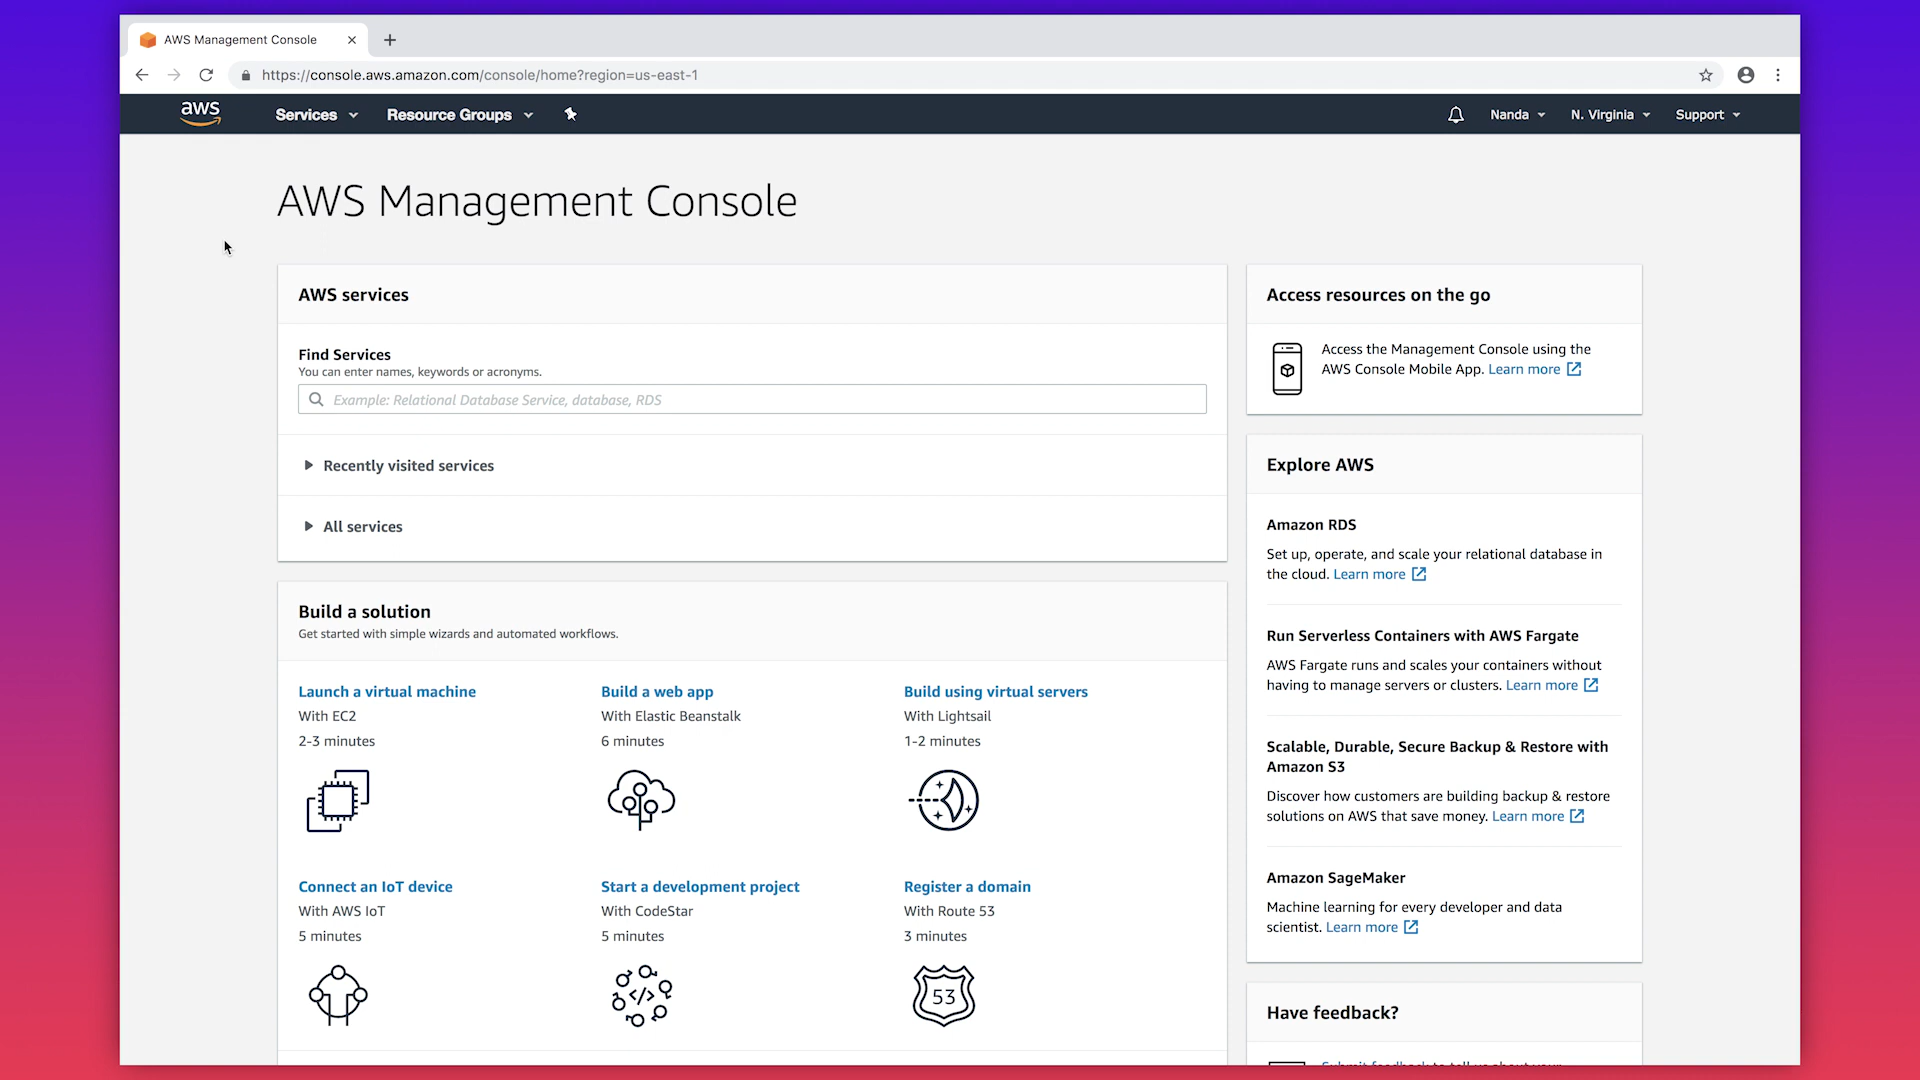 AWS Management Console
https://console.aws.amazon.com/console/home?region=us-east-1
aws
Services
Resource Groups
Nanda
N. Virginia
Support
AWS Management Console
AWS services
Find Services
You can enter names, keywords or acronyms.
Example: Relational Database Service, database, RDS
Recently visited services
All services
Build a solution
Get started with simple wizards and automated workflows.
Launch a virtual machine
With EC2
2-3 minutes
Build a web app
With Elastic Beanstalk
6 minutes
Build using virtual servers
With Lightsail
1-2 minutes
Connect an IoT device
With AWS IoT
5 minutes
Start a development project
With CodeStar
5 minutes
Register a domain
With Route 53
3 minutes
53
Access resources on the go
Access the Management Console using the
AWS Console Mobile App. Learn more
Explore AWS
Amazon RDS
Set up, operate, and scale your relational database in
the cloud. Learn more
Run Serverless Containers with AWS Fargate
AWS Fargate runs and scales your containers without
having to manage servers or clusters. Learn more
Scalable, Durable, Secure Backup & Restore with
Amazon S3
Discover how customers are building backup & restore
solutions on AWS that save money. Learn more
Amazon SageMaker
Machine learning for every developer and data
scientist. Learn more
Have feedback?
Submit feedback to tell us about your